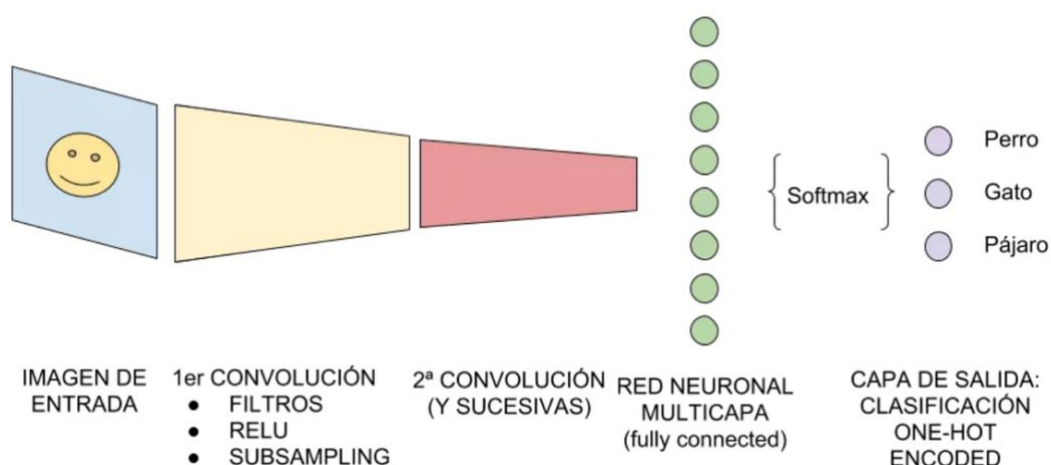 Perro
Softmax
Gato
Pájaro
IMAGEN DE
ENTRADA
1er CONVOLUCIÓN
● FILTROS
● RELU
● SUBSAMPLING
2ª CONVOLUCIÓN
(Y SUCESIVAS)
RED NEURONAL
MULTICAPA
(fully connected)
CAPA DE SALIDA:
CLASIFICACIÓN
ONE-HOT
ENCODED